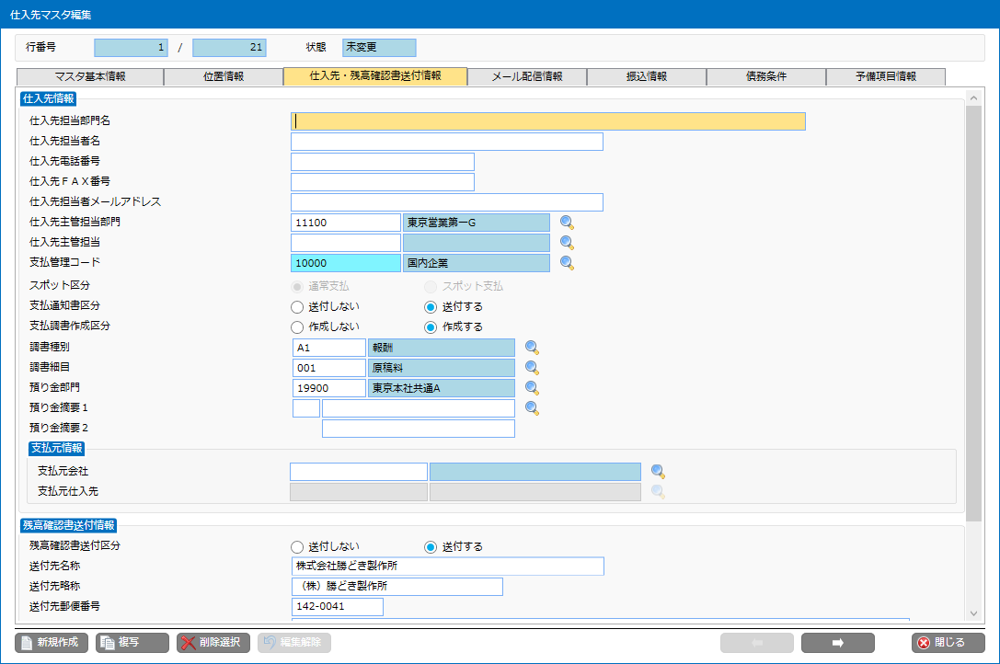 仕入先マスタ編集
行番号 1 / 21 状態 未変更
マスタ基本情報 位置情報 仕入先・残高確認書送付情報 メール配信情報 振込情報 債務条件 予備項目情報
仕入先情報
仕入先担当部門名
仕入先担当者名
仕入先電話番号
仕入先ＦＡＸ番号
仕入先担当者メールアドレス
仕入先主管担当部門 11100 東京営業第一G
仕入先主管担当
支払管理コード 10000 国内企業
スポット区分 通常支払 スポット支払
支払通知書区分 送付しない 送付する
支払調書作成区分 作成しない 作成する
調書種別 A1 報酬
調書細目 001 原稿料
預り金部門 19900 東京本社共通A
預り金摘要１
預り金摘要２
支払元情報
支払元会社
支払元仕入先
残高確認書送付情報
残高確認書送付区分 送付しない 送付する
送付先名称 株式会社勝どき製作所
送付先略称 （株）勝どき製作所
送付先郵便番号 142-0041
新規作成 複写 削除選択 編集解除 閉じる